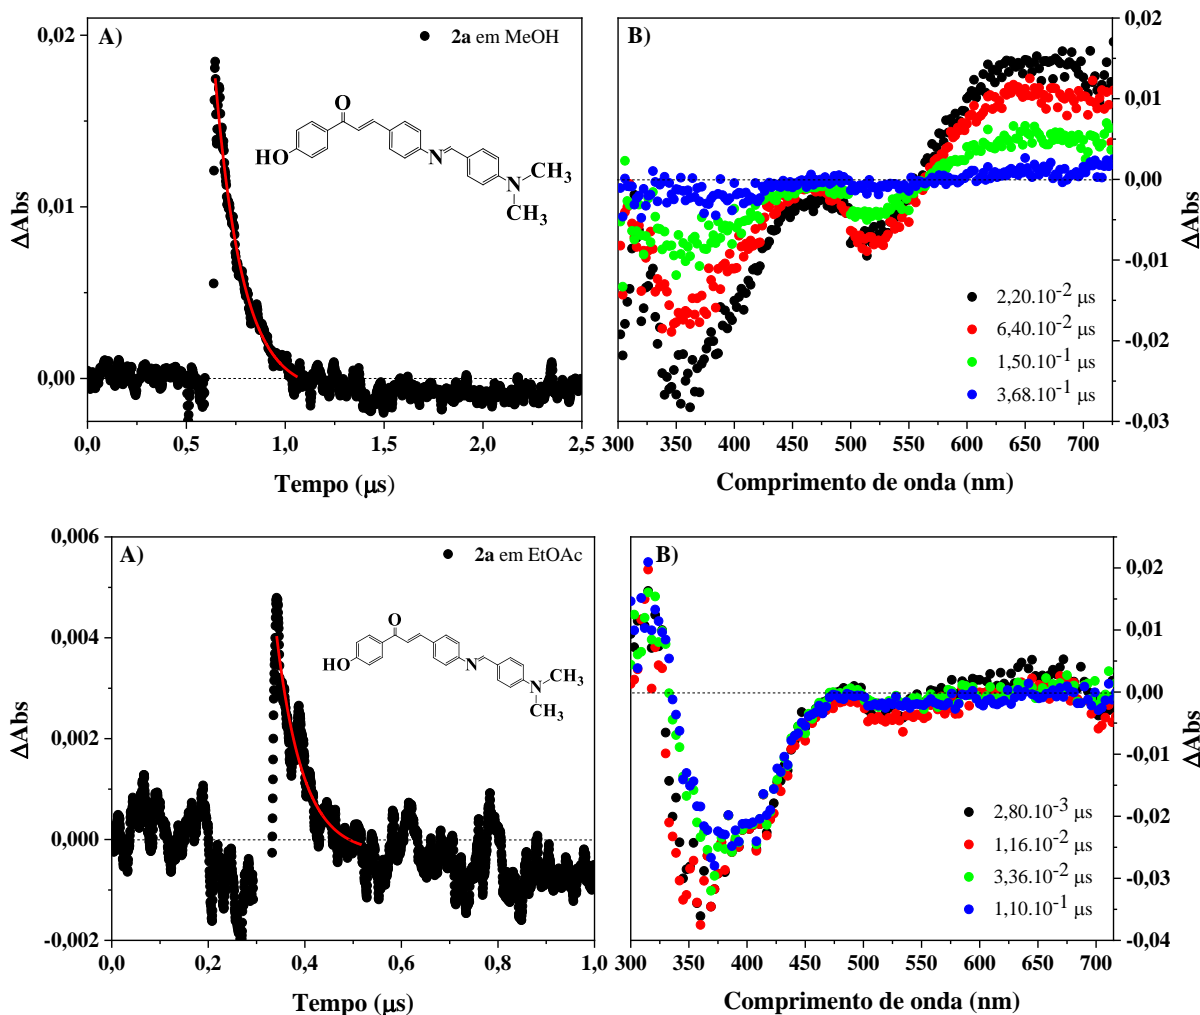 A)
2a em MeOH
O
HO
N
N
CH3
CH3
ΔAbs
0,02
0,01
0,00
0,0 0,5 1,0 1,5 2,0 2,5
Tempo (μs)
B)
0,02
0,01
0,00
-0,01
-0,02
-0,03
ΔAbs
2,20.10-2 μs
6,40.10-2 μs
1,50.10-1 μs
3,68.10-1 μs
300 350 400 450 500 550 600 650 700
Comprimento de onda (nm)
A)
2a em EtOAc
O
HO
N
N
CH3
CH3
ΔAbs
0,006
0,004
0,002
0,000
-0,002
0,0 0,2 0,4 0,6 0,8 1,0
Tempo (μs)
B)
0,02
0,01
0,00
-0,01
-0,02
-0,03
-0,04
ΔAbs
2,80.10-3 μs
1,16.10-2 μs
3,36.10-2 μs
1,10.10-1 μs
300 350 400 450 500 550 600 650 700
Comprimento de onda (nm)